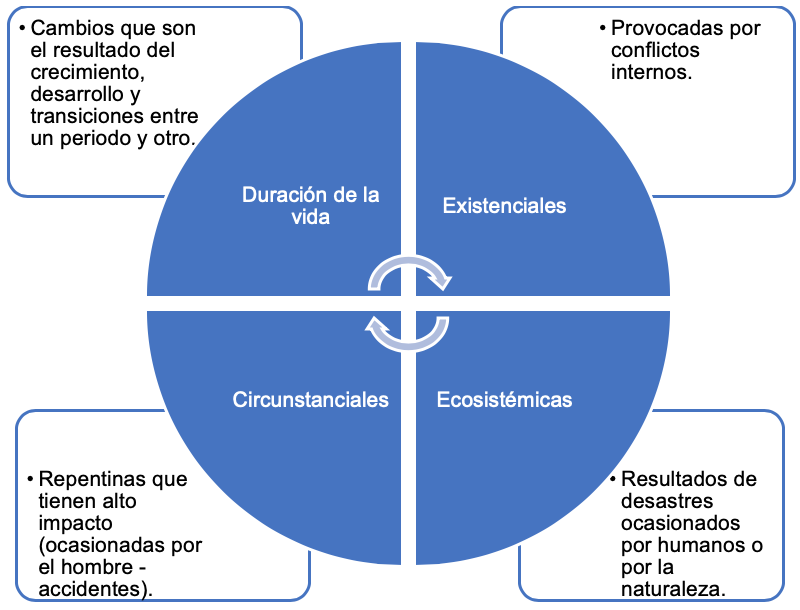 • Cambios que son
el resultado del
crecimiento,
desarrollo y
transiciones entre
un periodo y otro.
• Provocadas por
conflictos
internos.
Duración de la
vida
Existenciales
Circunstanciales
Ecosistémicas
• Repentinas que
tienen alto
impacto
(ocasionadas por
el hombre -
accidentes).
• Resultados de
desastres
ocasionados
por humanos o
por la
naturaleza.